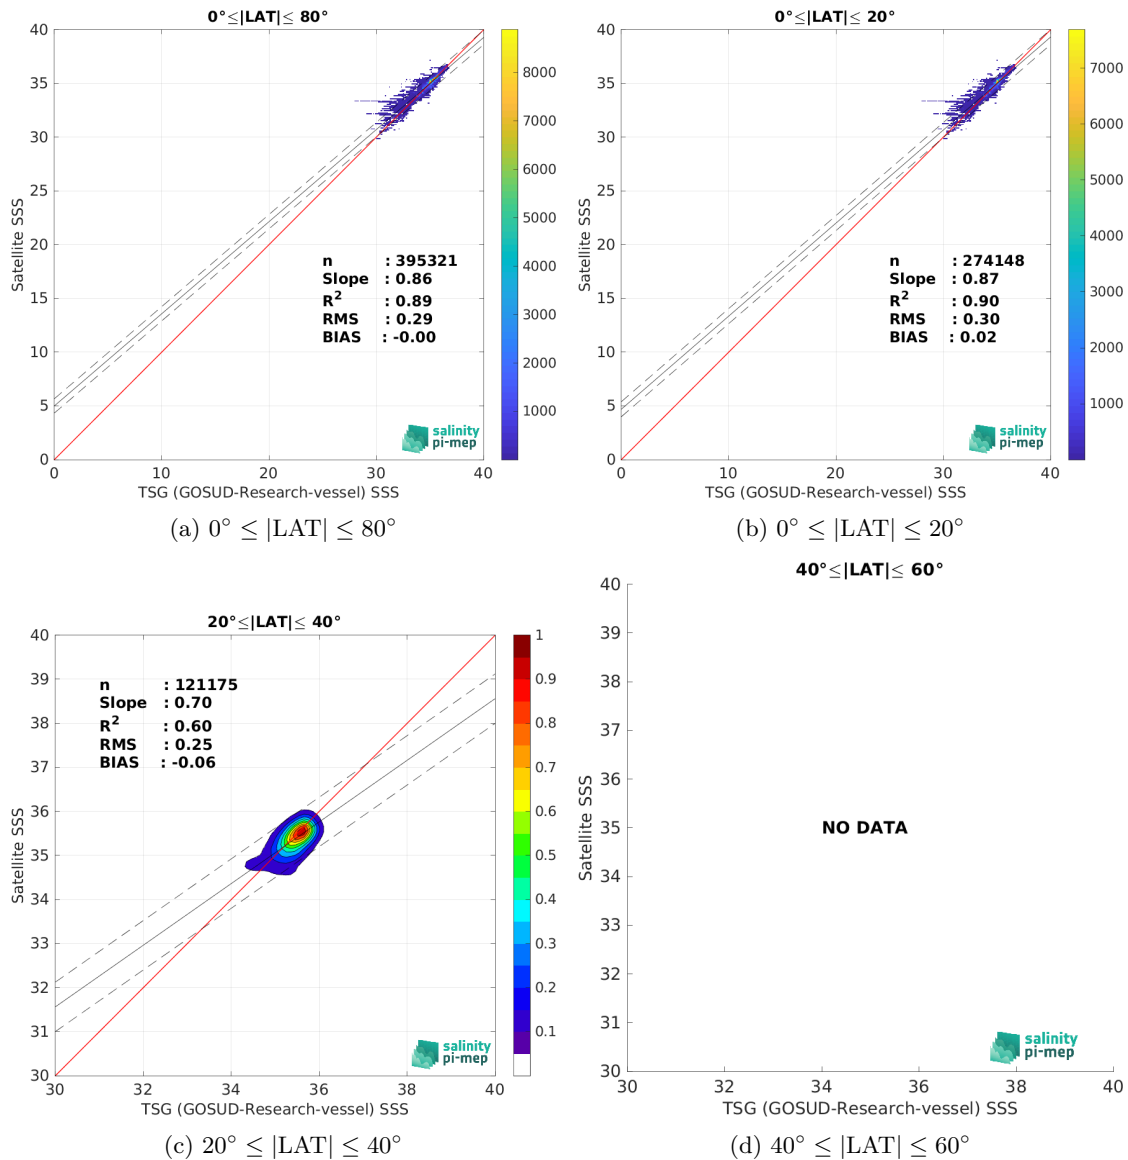 0°≤|LAT|≤ 80°
40
35
30
25
20
15
10
5
0
Satellite SSS
n : 395321
Slope : 0.86
R² : 0.89
RMS : 0.29
BIAS : -0.00
salinity
pi-mep
0 10 20 30 40
TSG (GOSUD-Research-vessel) SSS
8000
7000
6000
5000
4000
3000
2000
1000
(a) 0° ≤ |LAT| ≤ 80°
0°≤|LAT|≤ 20°
40
35
30
25
20
15
10
5
0
Satellite SSS
n : 274148
Slope : 0.87
R² : 0.90
RMS : 0.30
BIAS : 0.02
salinity
pi-mep
0 10 20 30 40
TSG (GOSUD-Research-vessel) SSS
7000
6000
5000
4000
3000
2000
1000
(b) 0° ≤ |LAT| ≤ 20°
20°≤|LAT|≤ 40°
40
39
38
37
36
35
34
33
32
31
30
Satellite SSS
n : 121175
Slope : 0.70
R² : 0.60
RMS : 0.25
BIAS : -0.06
salinity
pi-mep
30 32 34 36 38 40
TSG (GOSUD-Research-vessel) SSS
1
0.9
0.8
0.7
0.6
0.5
0.4
0.3
0.2
0.1
(c) 20° ≤ |LAT| ≤ 40°
40°≤|LAT|≤ 60°
40
39
38
37
36
35
34
33
32
31
30
Satellite SSS
NO DATA
salinity
pi-mep
30 32 34 36 38 40
TSG (GOSUD-Research-vessel) SSS
(d) 40° ≤ |LAT| ≤ 60°